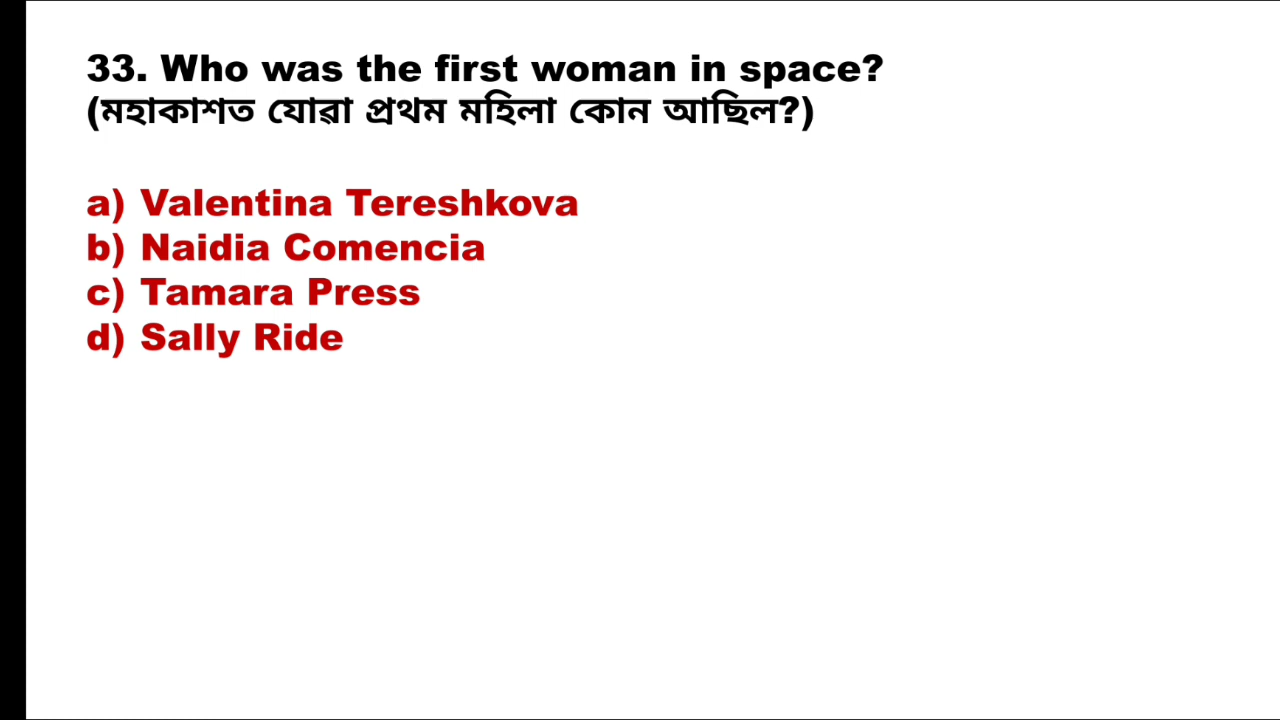 33. Who was the first woman in space?
(মহাকাশত যোৱা প্ৰথম মহিলা কোন আছিল?)
a) Valentina Tereshkova
b) Naidia Comencia
c) Tamara Press
d) Sally Ride